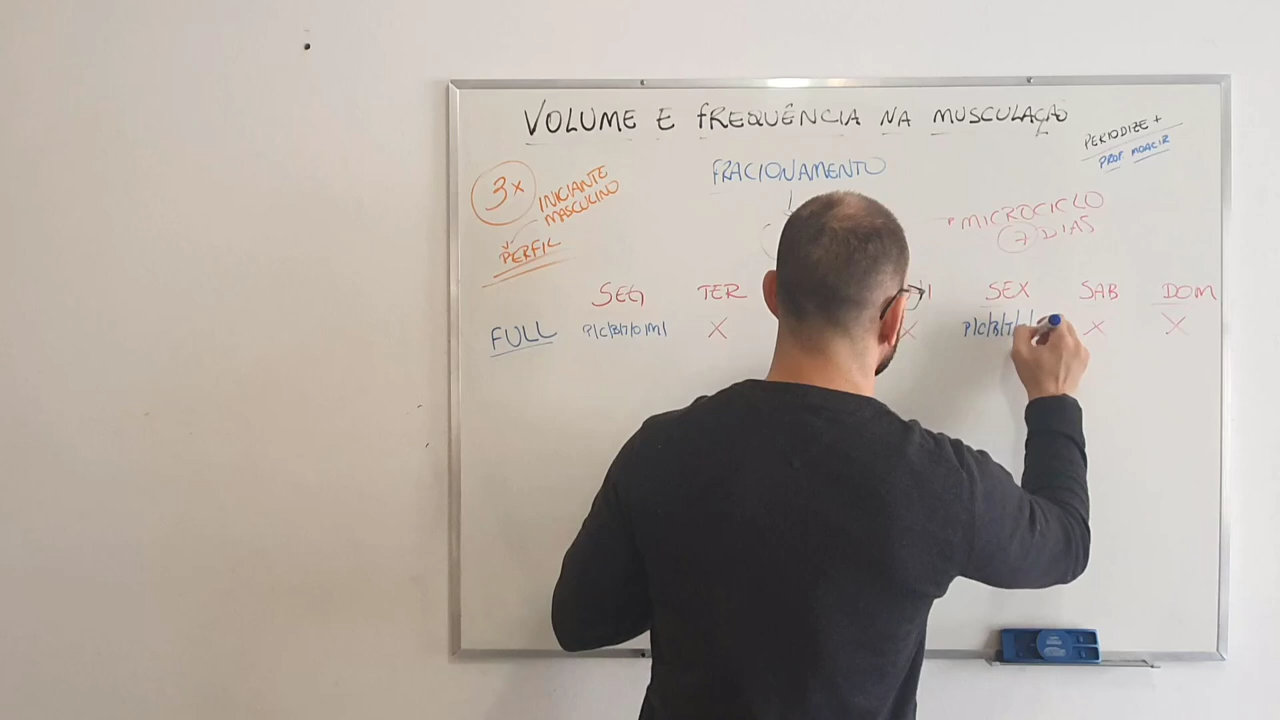 VOLUME E FREQUÊNCIA NA MUSCULAÇÃO
PERIODIZE +
PROF. MOACIR
FRACIONAMENTO
3x
INICIANTE
MASCULINO
PERFIL
MICROCICLO
7 DIAS
SEG TER SEX SAB DOM
FULL P/C/B/T/O/M/ X X P/C/B/T/ X X